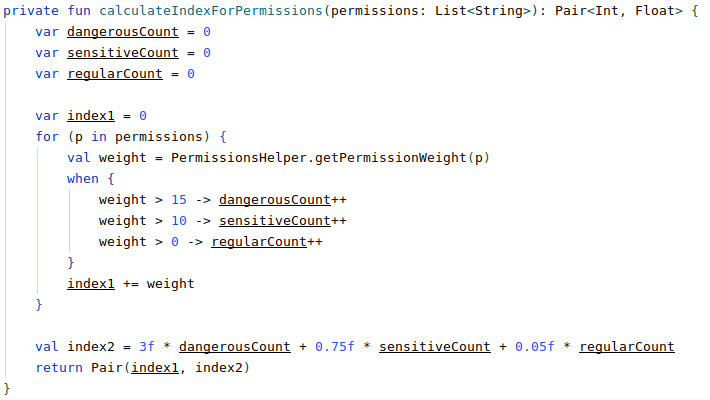 private fun calculateIndexForPermissions(permissions: List<String>): Pair<Int, Float> {
    var dangerousCount = 0
    var sensitiveCount = 0
    var regularCount = 0

    var index1 = 0
    for (p in permissions) {
        val weight = PermissionsHelper.getPermissionWeight(p)
        when {
            weight > 15 -> dangerousCount++
            weight > 10 -> sensitiveCount++
            weight > 0 -> regularCount++
        }
        index1 += weight
    }

    val index2 = 3f * dangerousCount + 0.75f * sensitiveCount + 0.05f * regularCount
    return Pair(index1, index2)
}